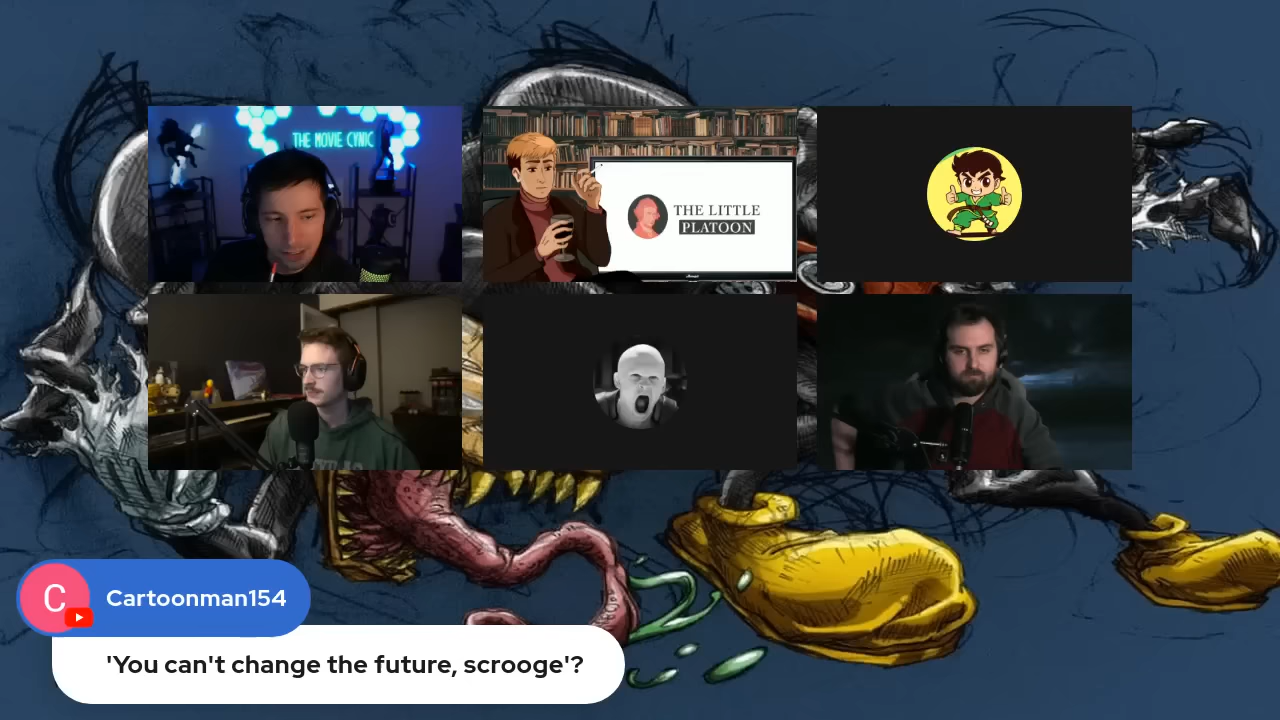 THE MOVIE CYNIC
THE LITTLE
PLATOON
C
Cartoonman154
'You can't change the future, scrooge'?